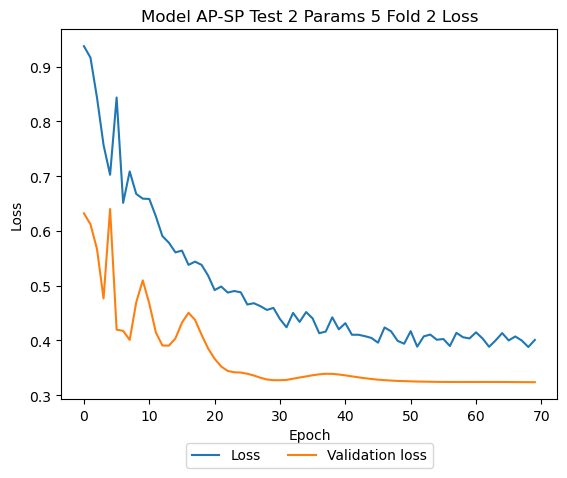 Model AP-SP Test 2 Params 5 Fold 2 Loss
Loss
0.9
0.8
0.7
0.6
0.5
0.4
0.3
0 10 20 30 40 50 60 70
Epoch
Loss Validation loss